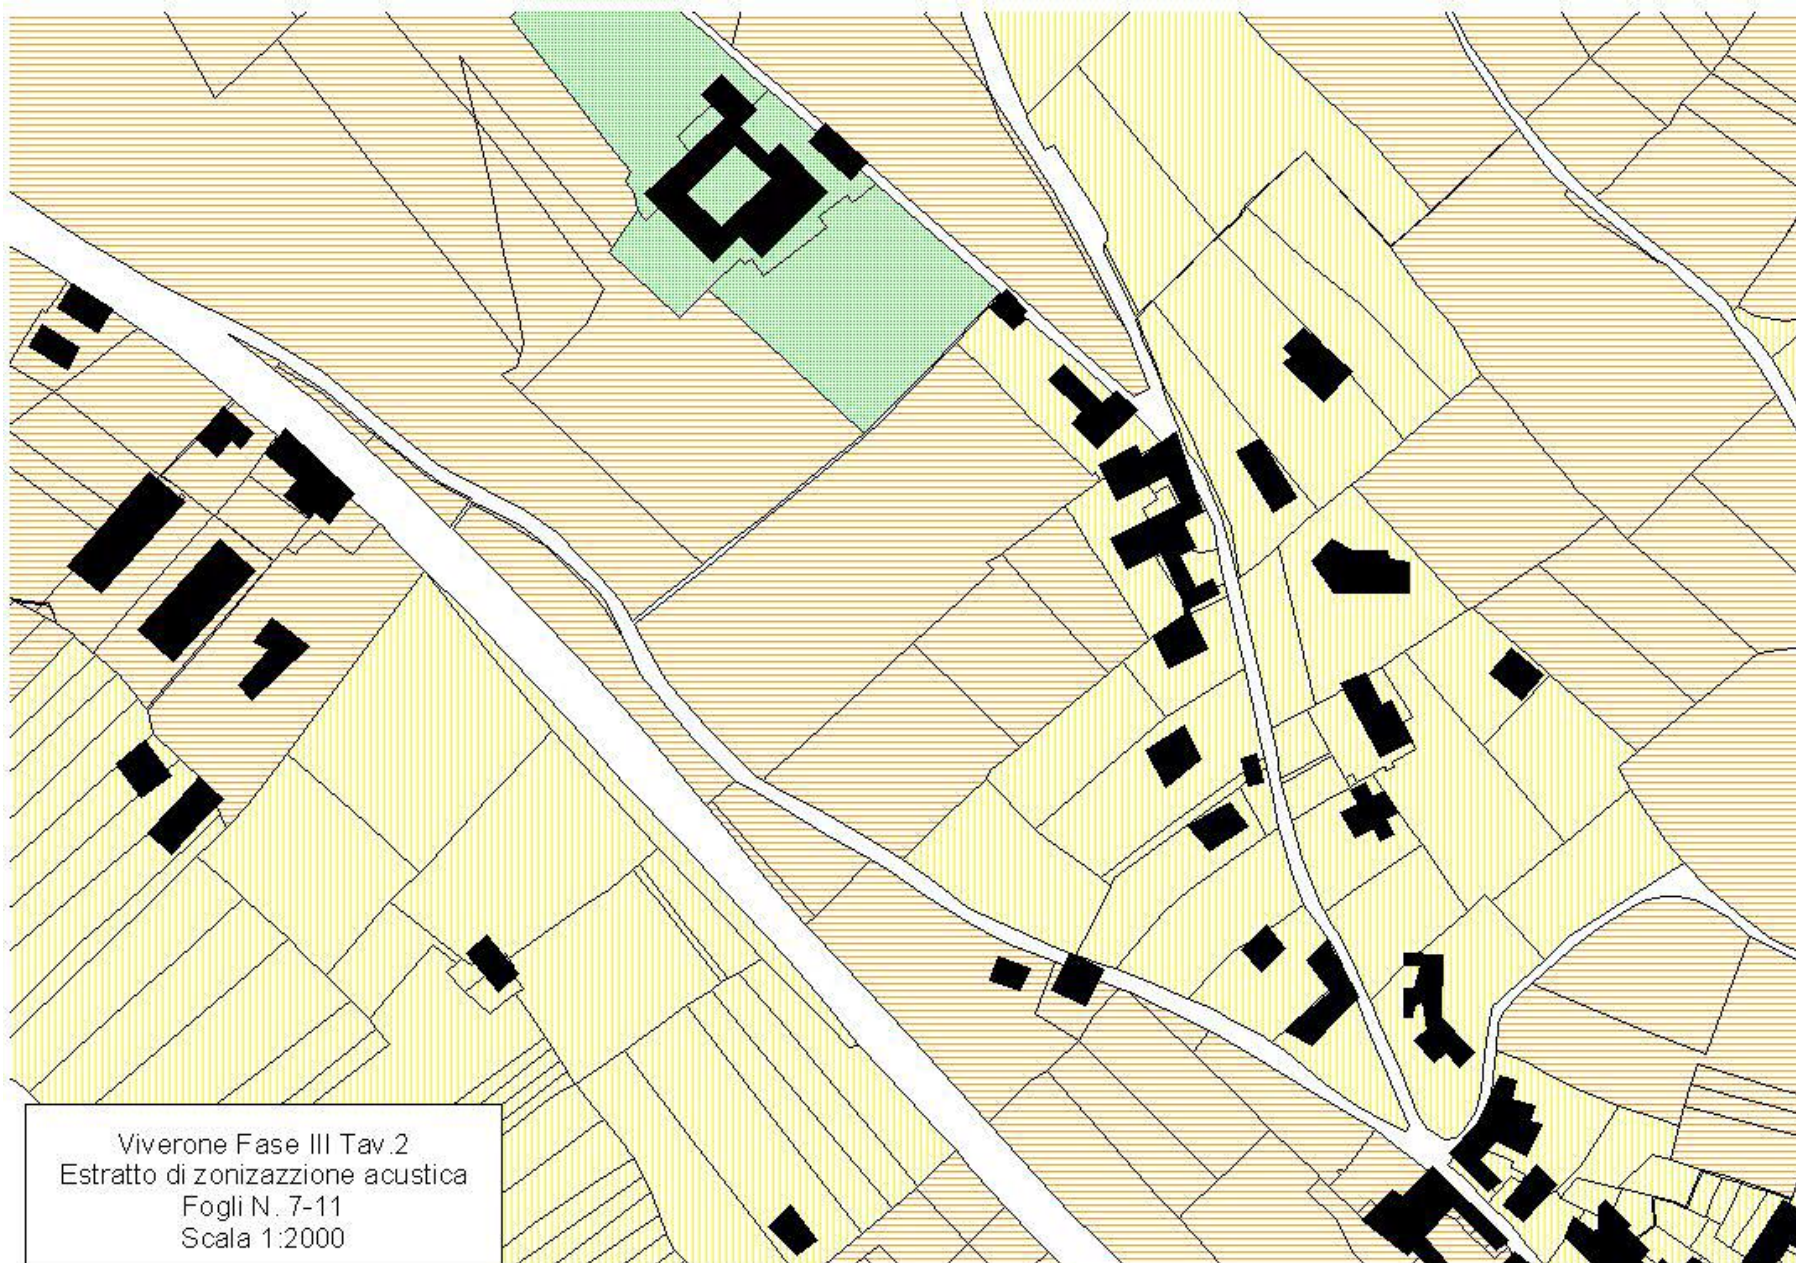 Viverone Fase III Tav.2
Estratto di zonizazzione acustica
Fogli N. 7-11
Scala 1:2000